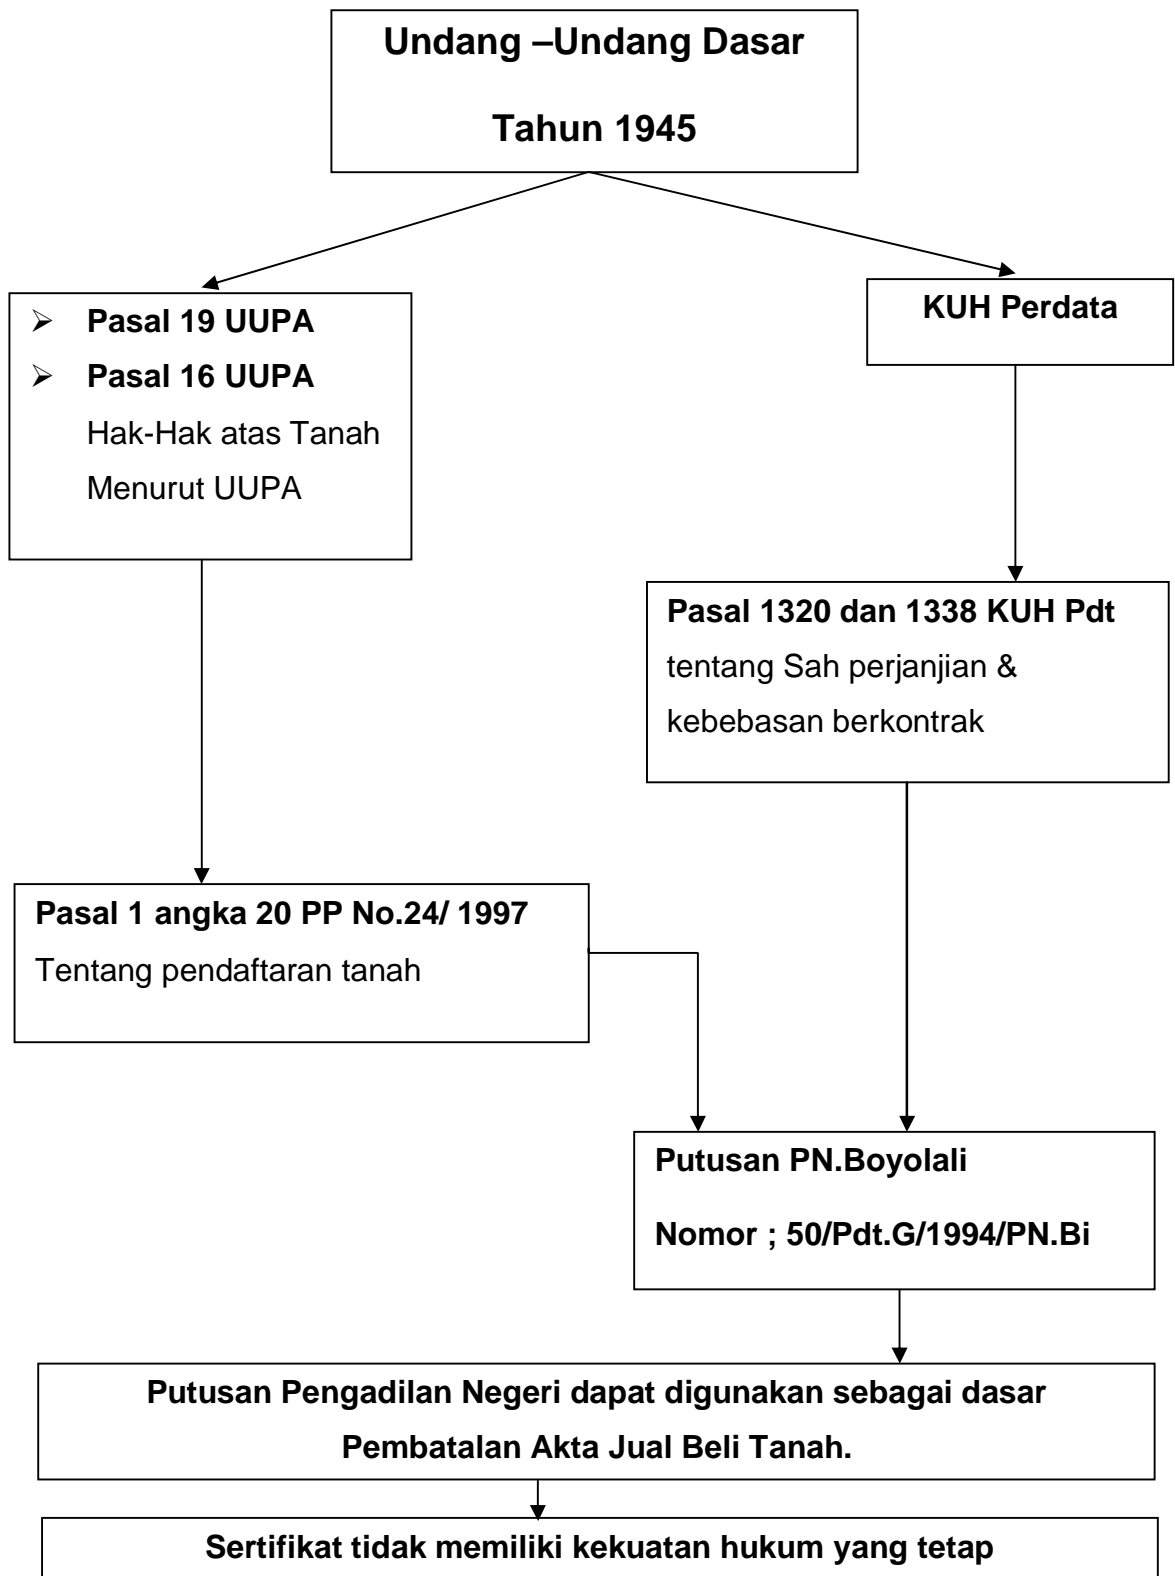 Undang –Undang Dasar
Tahun 1945
➢ Pasal 19 UUPA
➢ Pasal 16 UUPA
Hak-Hak atas Tanah
Menurut UUPA
KUH Perdata
Pasal 1320 dan 1338 KUH Pdt
tentang Sah perjanjian &
kebebasan berkontrak
Pasal 1 angka 20 PP No.24/ 1997
Tentang pendaftaran tanah
Putusan PN.Boyolali
Nomor ; 50/Pdt.G/1994/PN.Bi
Putusan Pengadilan Negeri dapat digunakan sebagai dasar
Pembatalan Akta Jual Beli Tanah.
Sertifikat tidak memiliki kekuatan hukum yang tetap